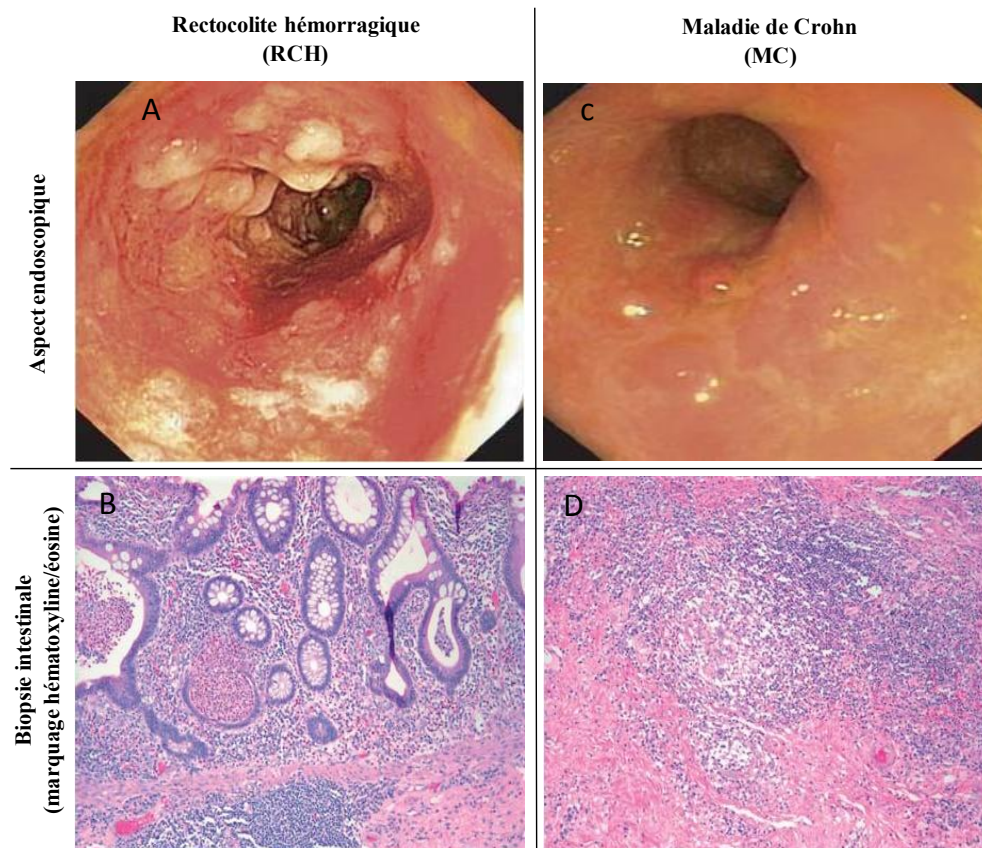 Rectocolite hémorragique
(RCH)
Maladie de Crohn
(MC)
Aspect endoscopique
A
c
Biopsie intestinale
(marquage hématoxyline/éosine)
B
D